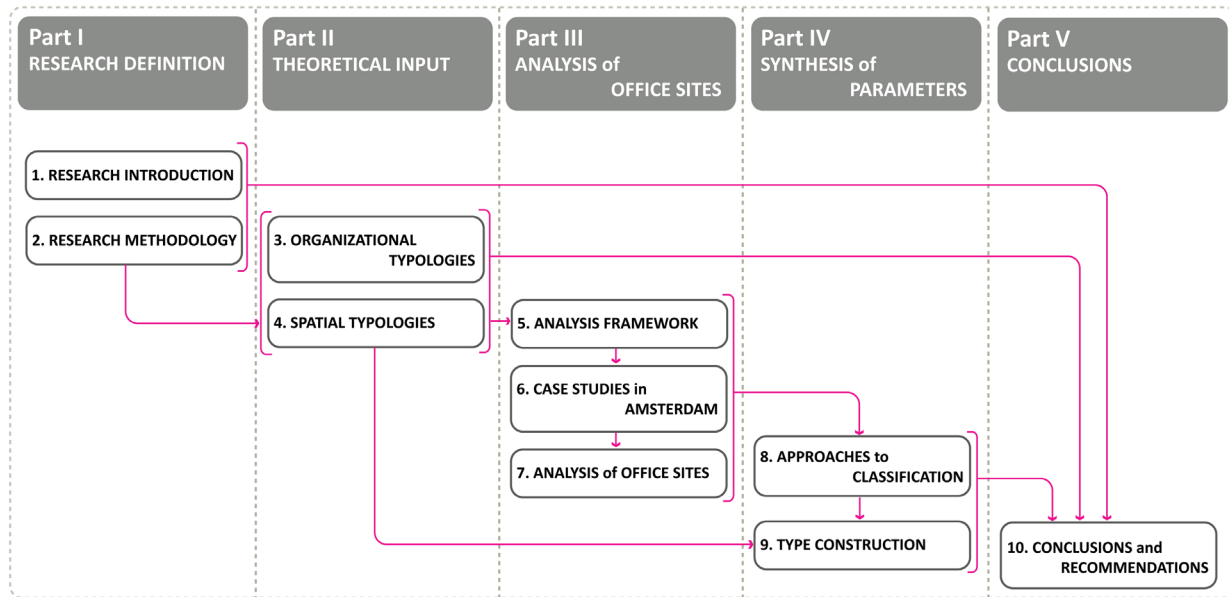 Part I
RESEARCH DEFINITION
Part II
THEORETICAL INPUT
Part III
ANALYSIS of
OFFICE SITES
Part IV
SYNTHESIS of
PARAMETERS
Part V
CONCLUSIONS
1. RESEARCH INTRODUCTION
2. RESEARCH METHODOLOGY
3. ORGANIZATIONAL
TYPOLOGIES
4. SPATIAL TYPOLOGIES
5. ANALYSIS FRAMEWORK
6. CASE STUDIES in
AMSTERDAM
7. ANALYSIS of OFFICE SITES
8. APPROACHES to
CLASSIFICATION
9. TYPE CONSTRUCTION
10. CONCLUSIONS and
RECOMMENDATIONS